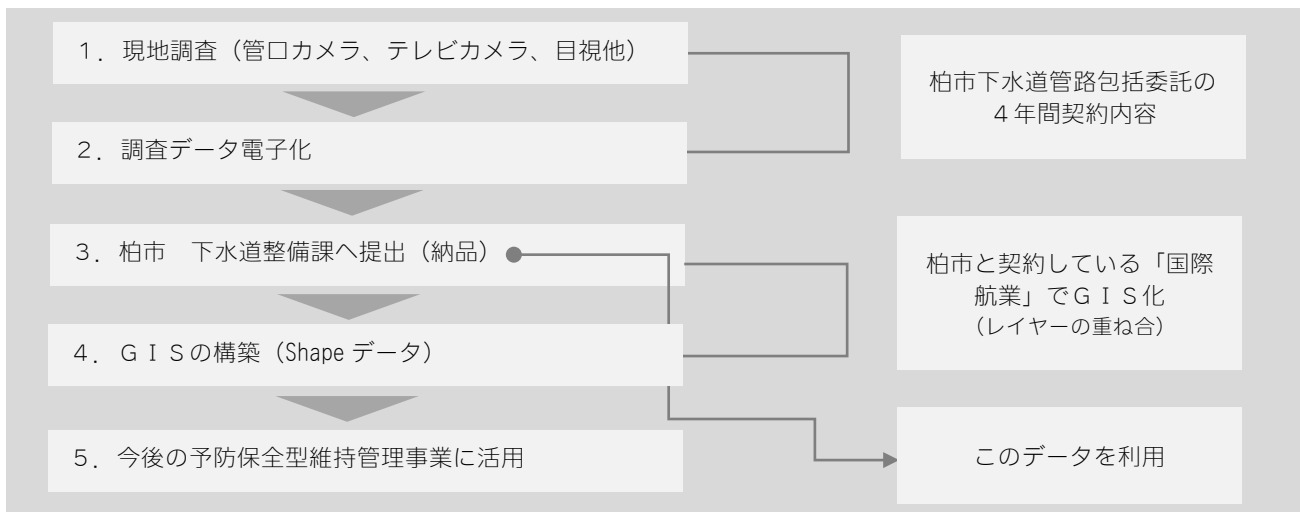 1．現地調査（管口カメラ、テレビカメラ、目視他）
2．調査データ電子化
3．柏市　下水道整備課へ提出（納品）
4．ＧＩＳの構築（Shape データ）
5．今後の予防保全型維持管理事業に活用
柏市下水道管路包括委託の
４年間契約内容
柏市と契約している「国際
航業」でＧＩＳ化
（レイヤーの重ね合）
このデータを利用